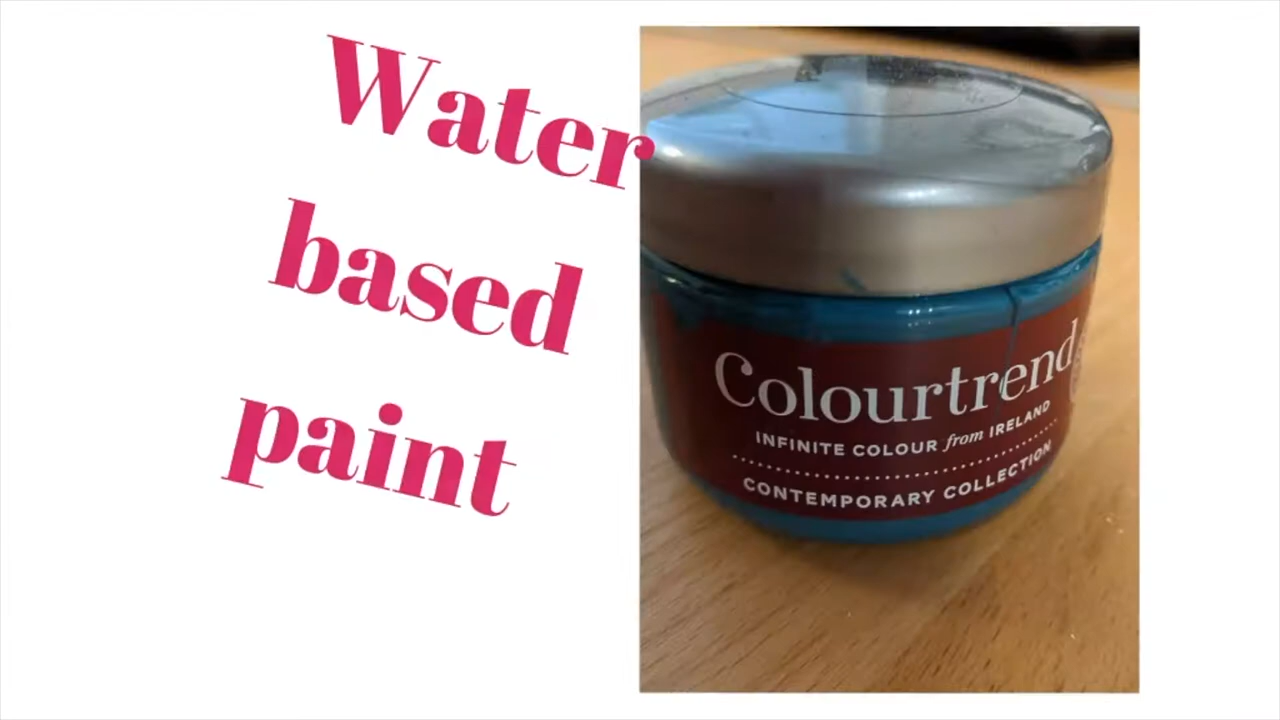 Water
based
paint
Colourtrend
INFINITE COLOUR from IRELAND
CONTEMPORARY COLLECTION